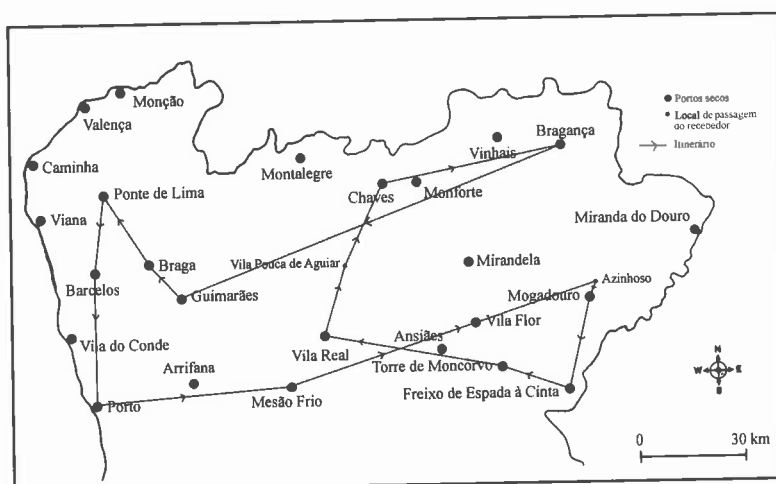 Monção
Valença
Caminha
Viana
Ponte de Lima
Braga
Barcelos
Guimarães
Vila do Conde
Arrifana
Porto
Mesão Frio
Montalegre
Chaves
Monforte
Vinhais
Bragança
Vila Pouca de Aguiar
Mirandela
Miranda do Douro
Azinhoso
Mogadouro
Vila Flor
Ansiães
Vila Real
Torre de Moncorvo
Freixo de Espada à Cinta
Portos secos
Local de passagem
do recebedor
Itinerário
N
W E
S
0 30 km